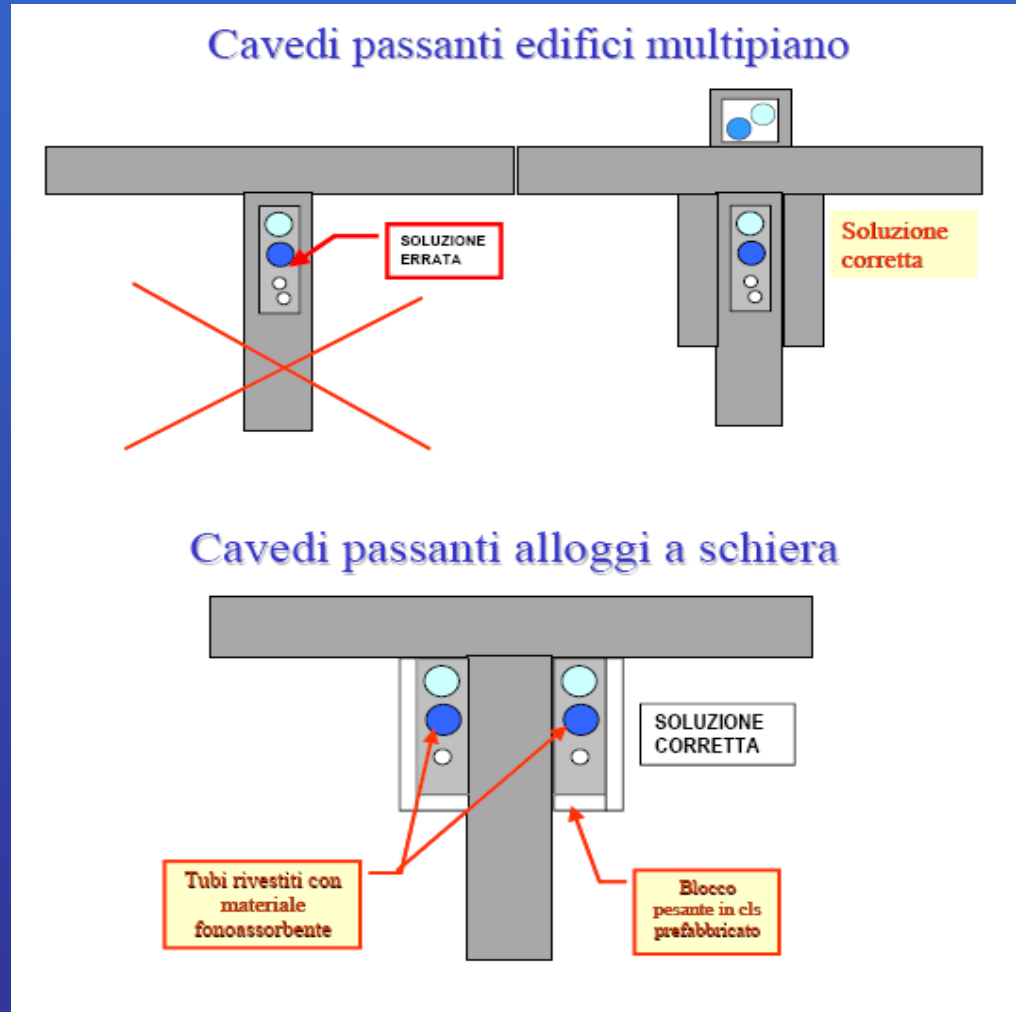 Cavedi passanti edifici multipiano
SOLUZIONE
ERRATA
Soluzione
corretta
Cavedi passanti alloggi a schiera
SOLUZIONE
CORRETTA
Tubi rivestiti con
materiale
fonoassorbente
Blocco
pesante in cls
prefabbricato